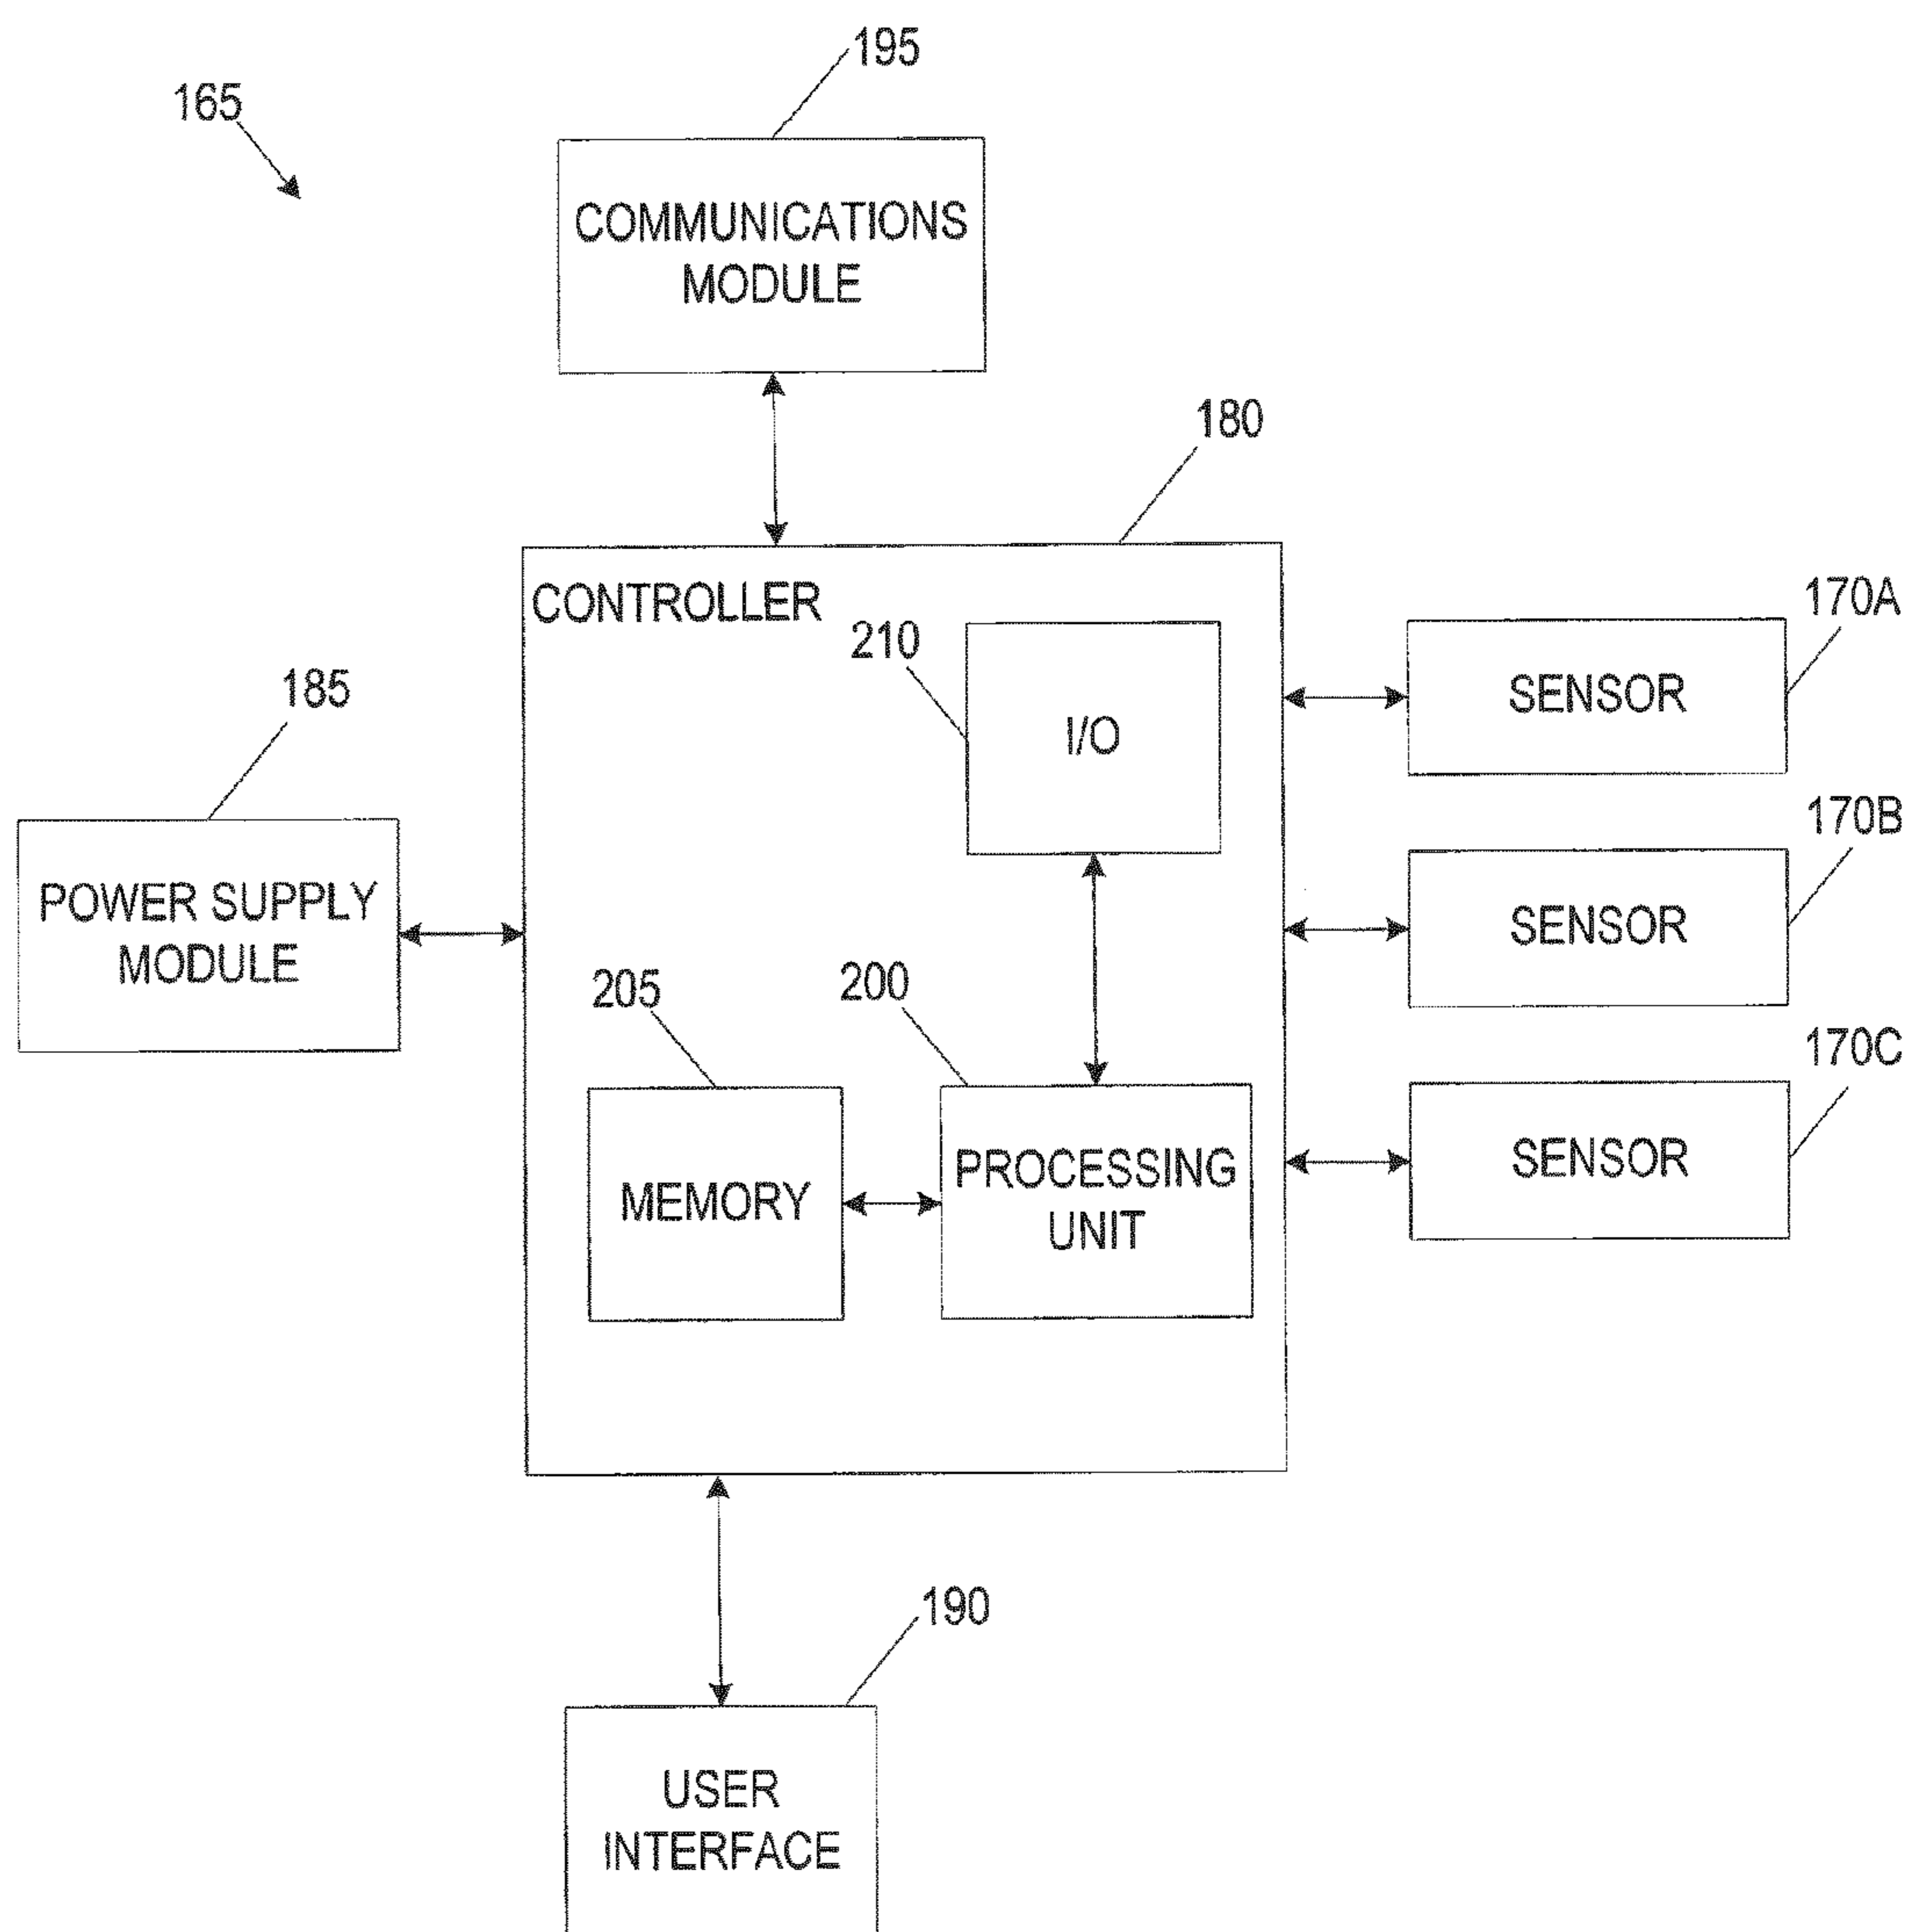 195
165
COMMUNICATIONS
MODULE
180
CONTROLLER
170A
210
SENSOR
I/O
185
170B
POWER SUPPLY
MODULE
SENSOR
205
200
170C
MEMORY
PROCESSING
UNIT
SENSOR
190
USER
INTERFACE